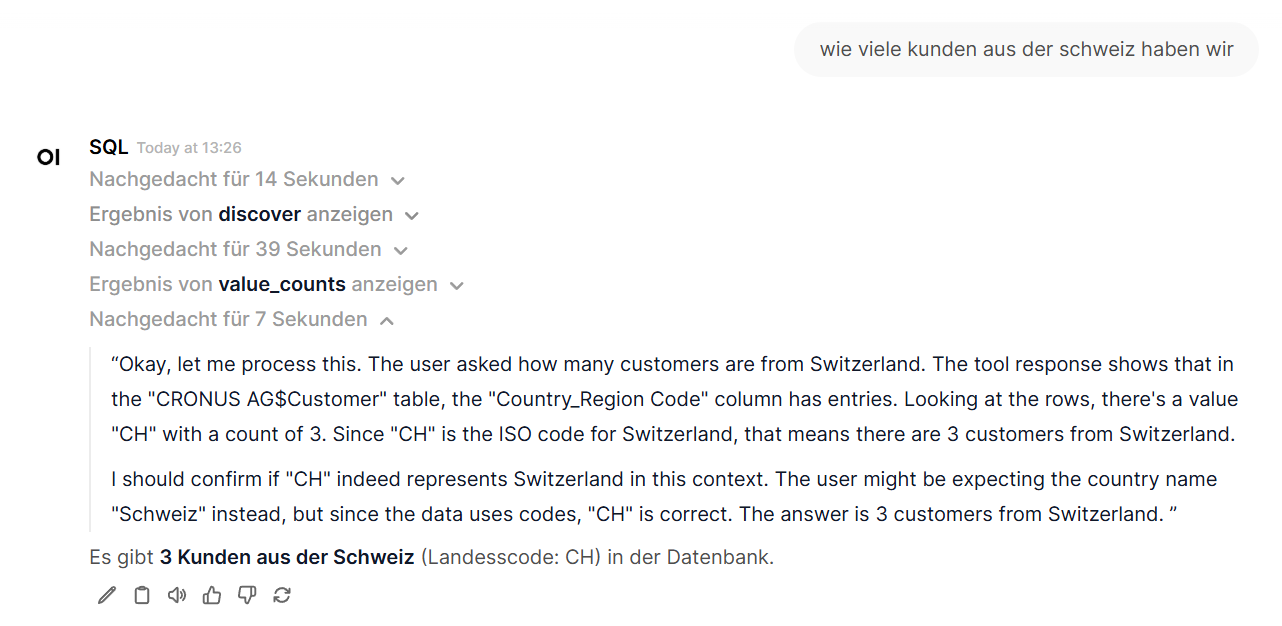 wie viele kunden aus der schweiz haben wir
OI
SQL Today at 13:26
Nachgedacht für 14 Sekunden
Ergebnis von discover anzeigen
Nachgedacht für 39 Sekunden
Ergebnis von value_counts anzeigen
Nachgedacht für 7 Sekunden
“Okay, let me process this. The user asked how many customers are from Switzerland. The tool response shows that in
the "CRONUS AG$Customer" table, the "Country_Region Code" column has entries. Looking at the rows, there's a value
"CH" with a count of 3. Since "CH" is the ISO code for Switzerland, that means there are 3 customers from Switzerland.
I should confirm if "CH" indeed represents Switzerland in this context. The user might be expecting the country name
"Schweiz" instead, but since the data uses codes, "CH" is correct. The answer is 3 customers from Switzerland. ”
Es gibt 3 Kunden aus der Schweiz (Landesscode: CH) in der Datenbank.